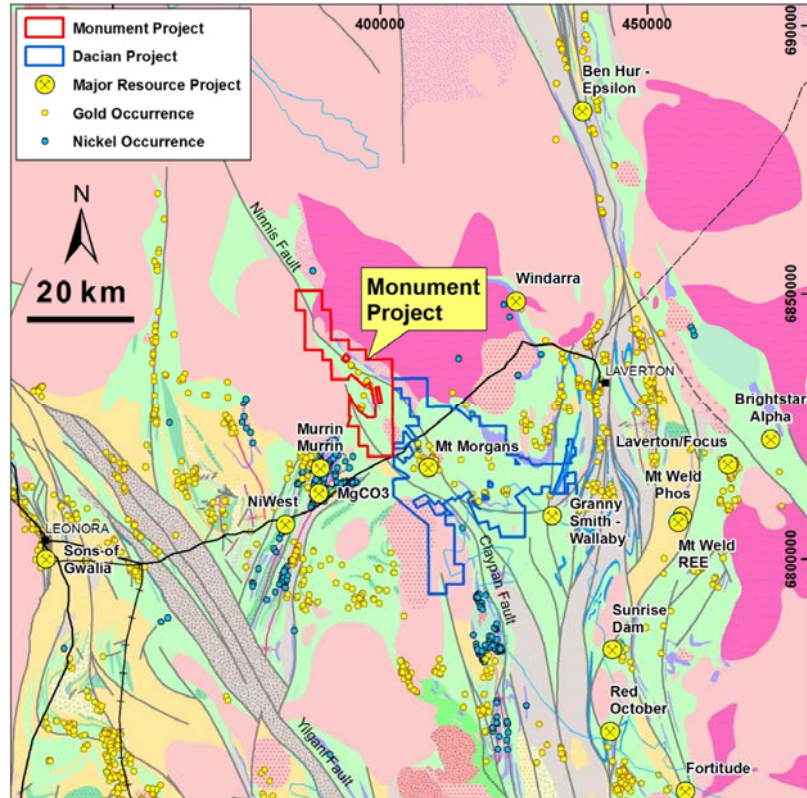 Monument Project
Dacian Project
Major Resource Project
Gold Occurrence
Nickel Occurrence
400000
450000
690000
Ben Hur -
Epsilon
N
20 km
Ninnis Fault
Monument
Project
Windarra
6850000
LAVERTON
Brightstar
Alpha
Murrin
Murrin
Mt Morgans
Laverton/Focus
MgCO3
Mt Weld
Phos
NiWest
Granny
Smith -
Wallaby
LEONORA
Sons of
Gwalia
Mt Weld
REE
6800000
Claypan Fault
Sunrise
Dam
Red
October
Yilgani Fault
Fortitude